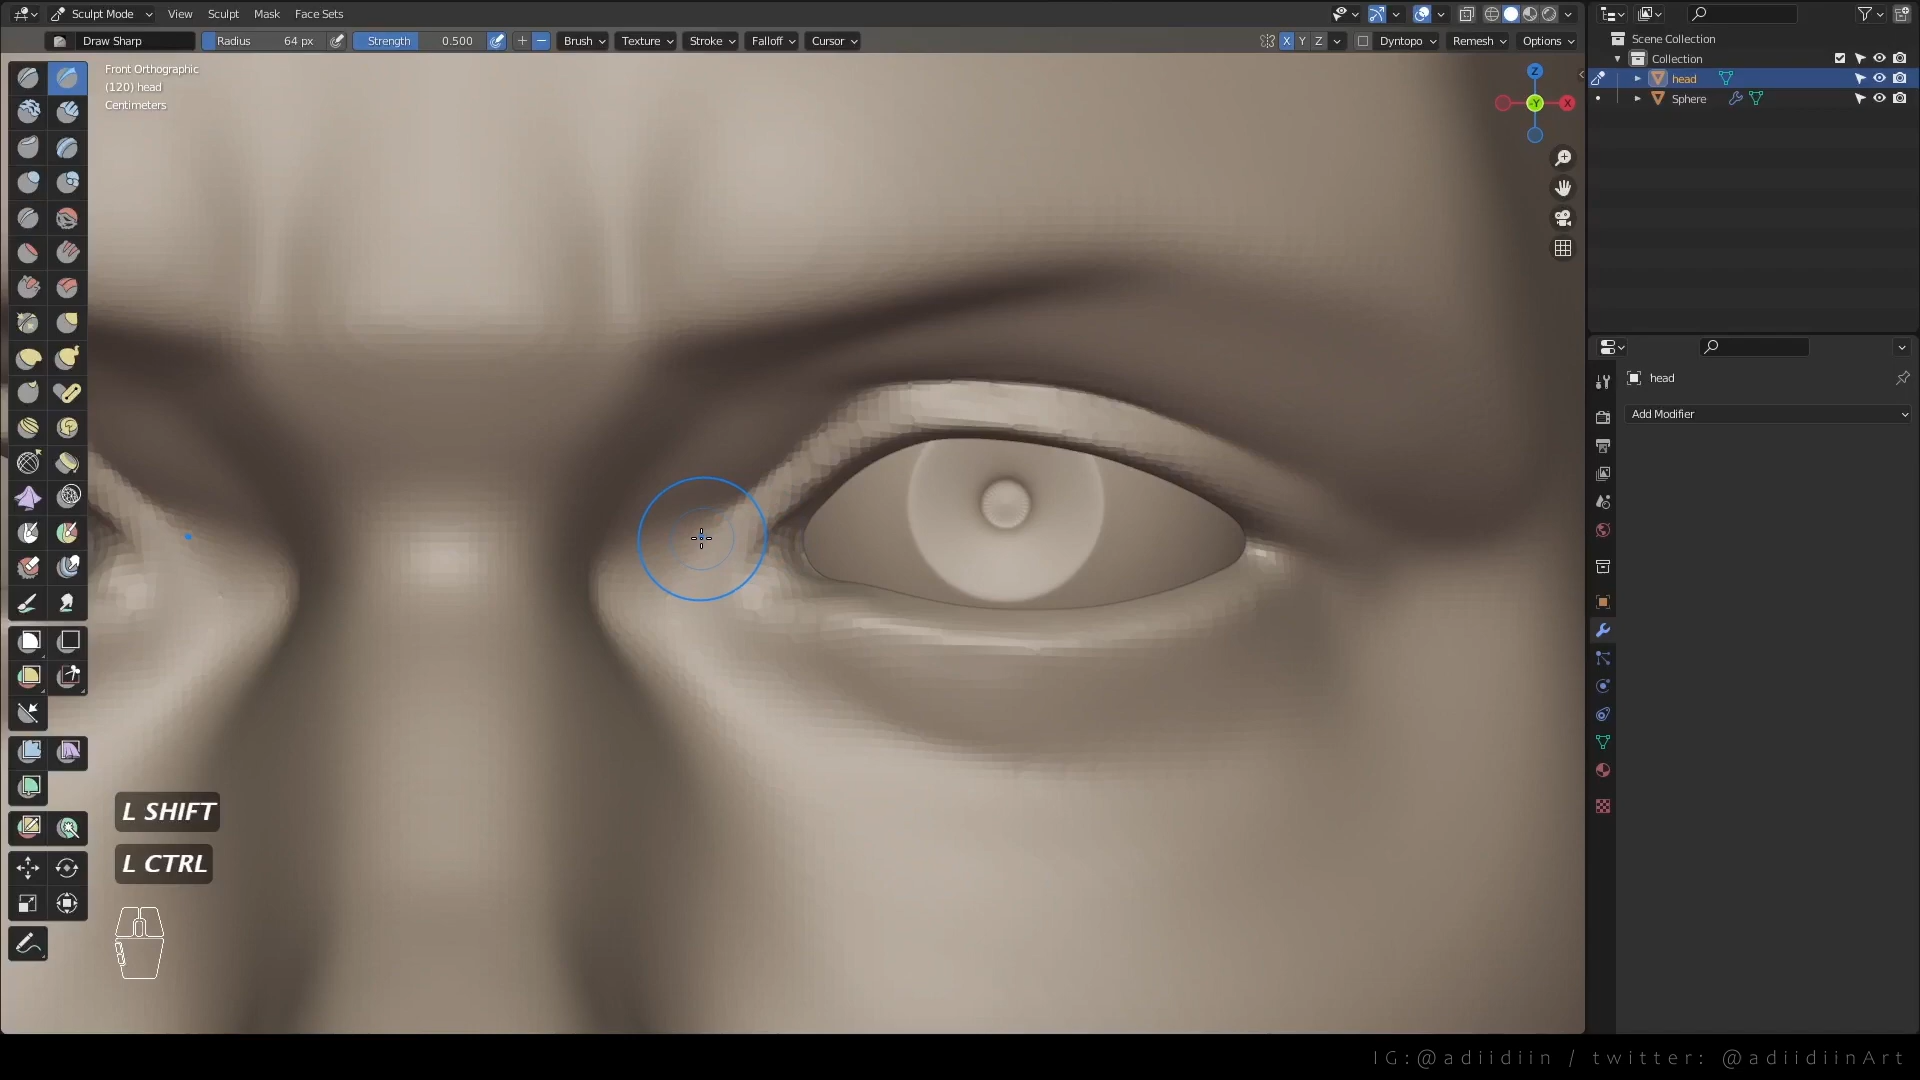 Sculpt Mode View Sculpt Mask Face Sets
Draw Sharp Radius 64 px Strength 0.500 Brush Texture Stroke Falloff Cursor X Y Z Dyntopo Remesh Options
Front Orthographic
(120) head
Centimeters
Z
Y
X
L SHIFT
L CTRL
Scene Collection
Collection
head
Sphere
head
Add Modifier
IG:@adiidiin / twitter: @adiidiinArt